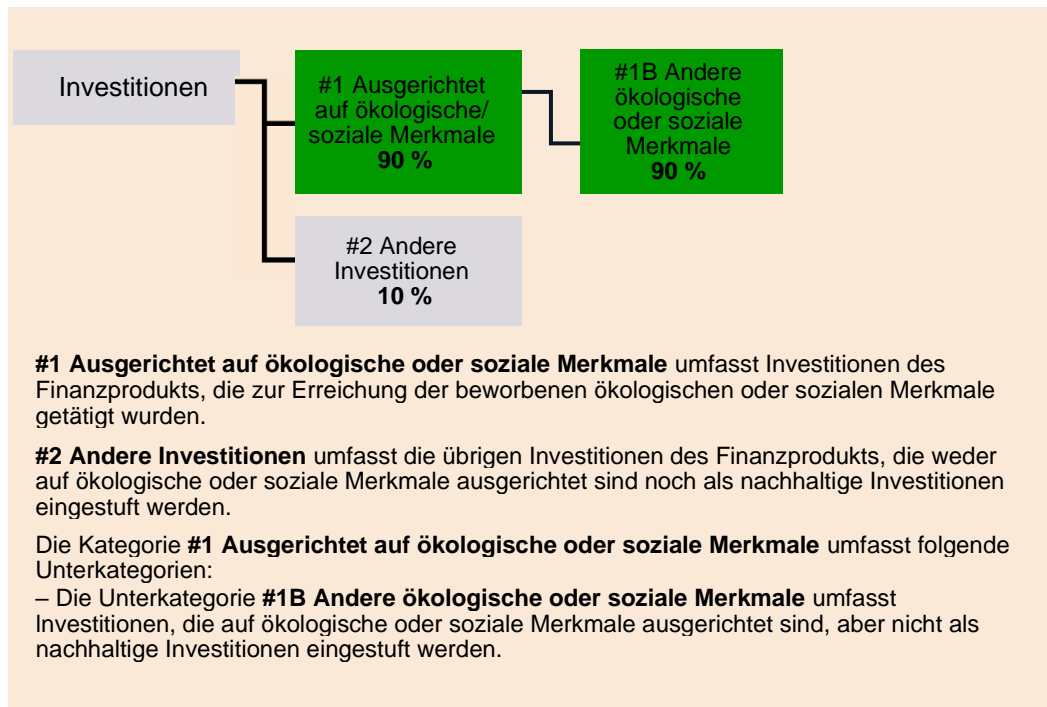 Investitionen
#1 Ausgerichtet
auf ökologische/
soziale Merkmale
90 %
#1B Andere
ökologische
oder soziale
Merkmale
90 %
#2 Andere
Investitionen
10 %
#1 Ausgerichtet auf ökologische oder soziale Merkmale umfasst Investitionen des
Finanzprodukts, die zur Erreichung der beworbenen ökologischen oder sozialen Merkmale
getätigt wurden.
#2 Andere Investitionen umfasst die übrigen Investitionen des Finanzprodukts, die weder
auf ökologische oder soziale Merkmale ausgerichtet sind noch als nachhaltige Investitionen
eingestuft werden.
Die Kategorie #1 Ausgerichtet auf ökologische oder soziale Merkmale umfasst folgende
Unterkategorien:
– Die Unterkategorie #1B Andere ökologische oder soziale Merkmale umfasst
Investitionen, die auf ökologische oder soziale Merkmale ausgerichtet sind, aber nicht als
nachhaltige Investitionen eingestuft werden.